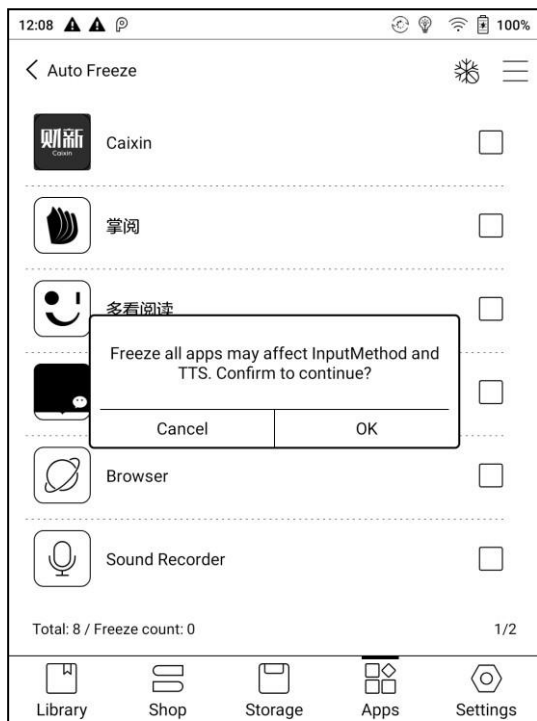 12:08
100%
Auto Freeze
财新
Caixin
Caixin
掌阅
多看阅读
Freeze all apps may affect InputMethod and
TTS. Confirm to continue?
Cancel
OK
Browser
Sound Recorder
Total: 8 / Freeze count: 0
1/2
Library
Shop
Storage
Apps
Settings